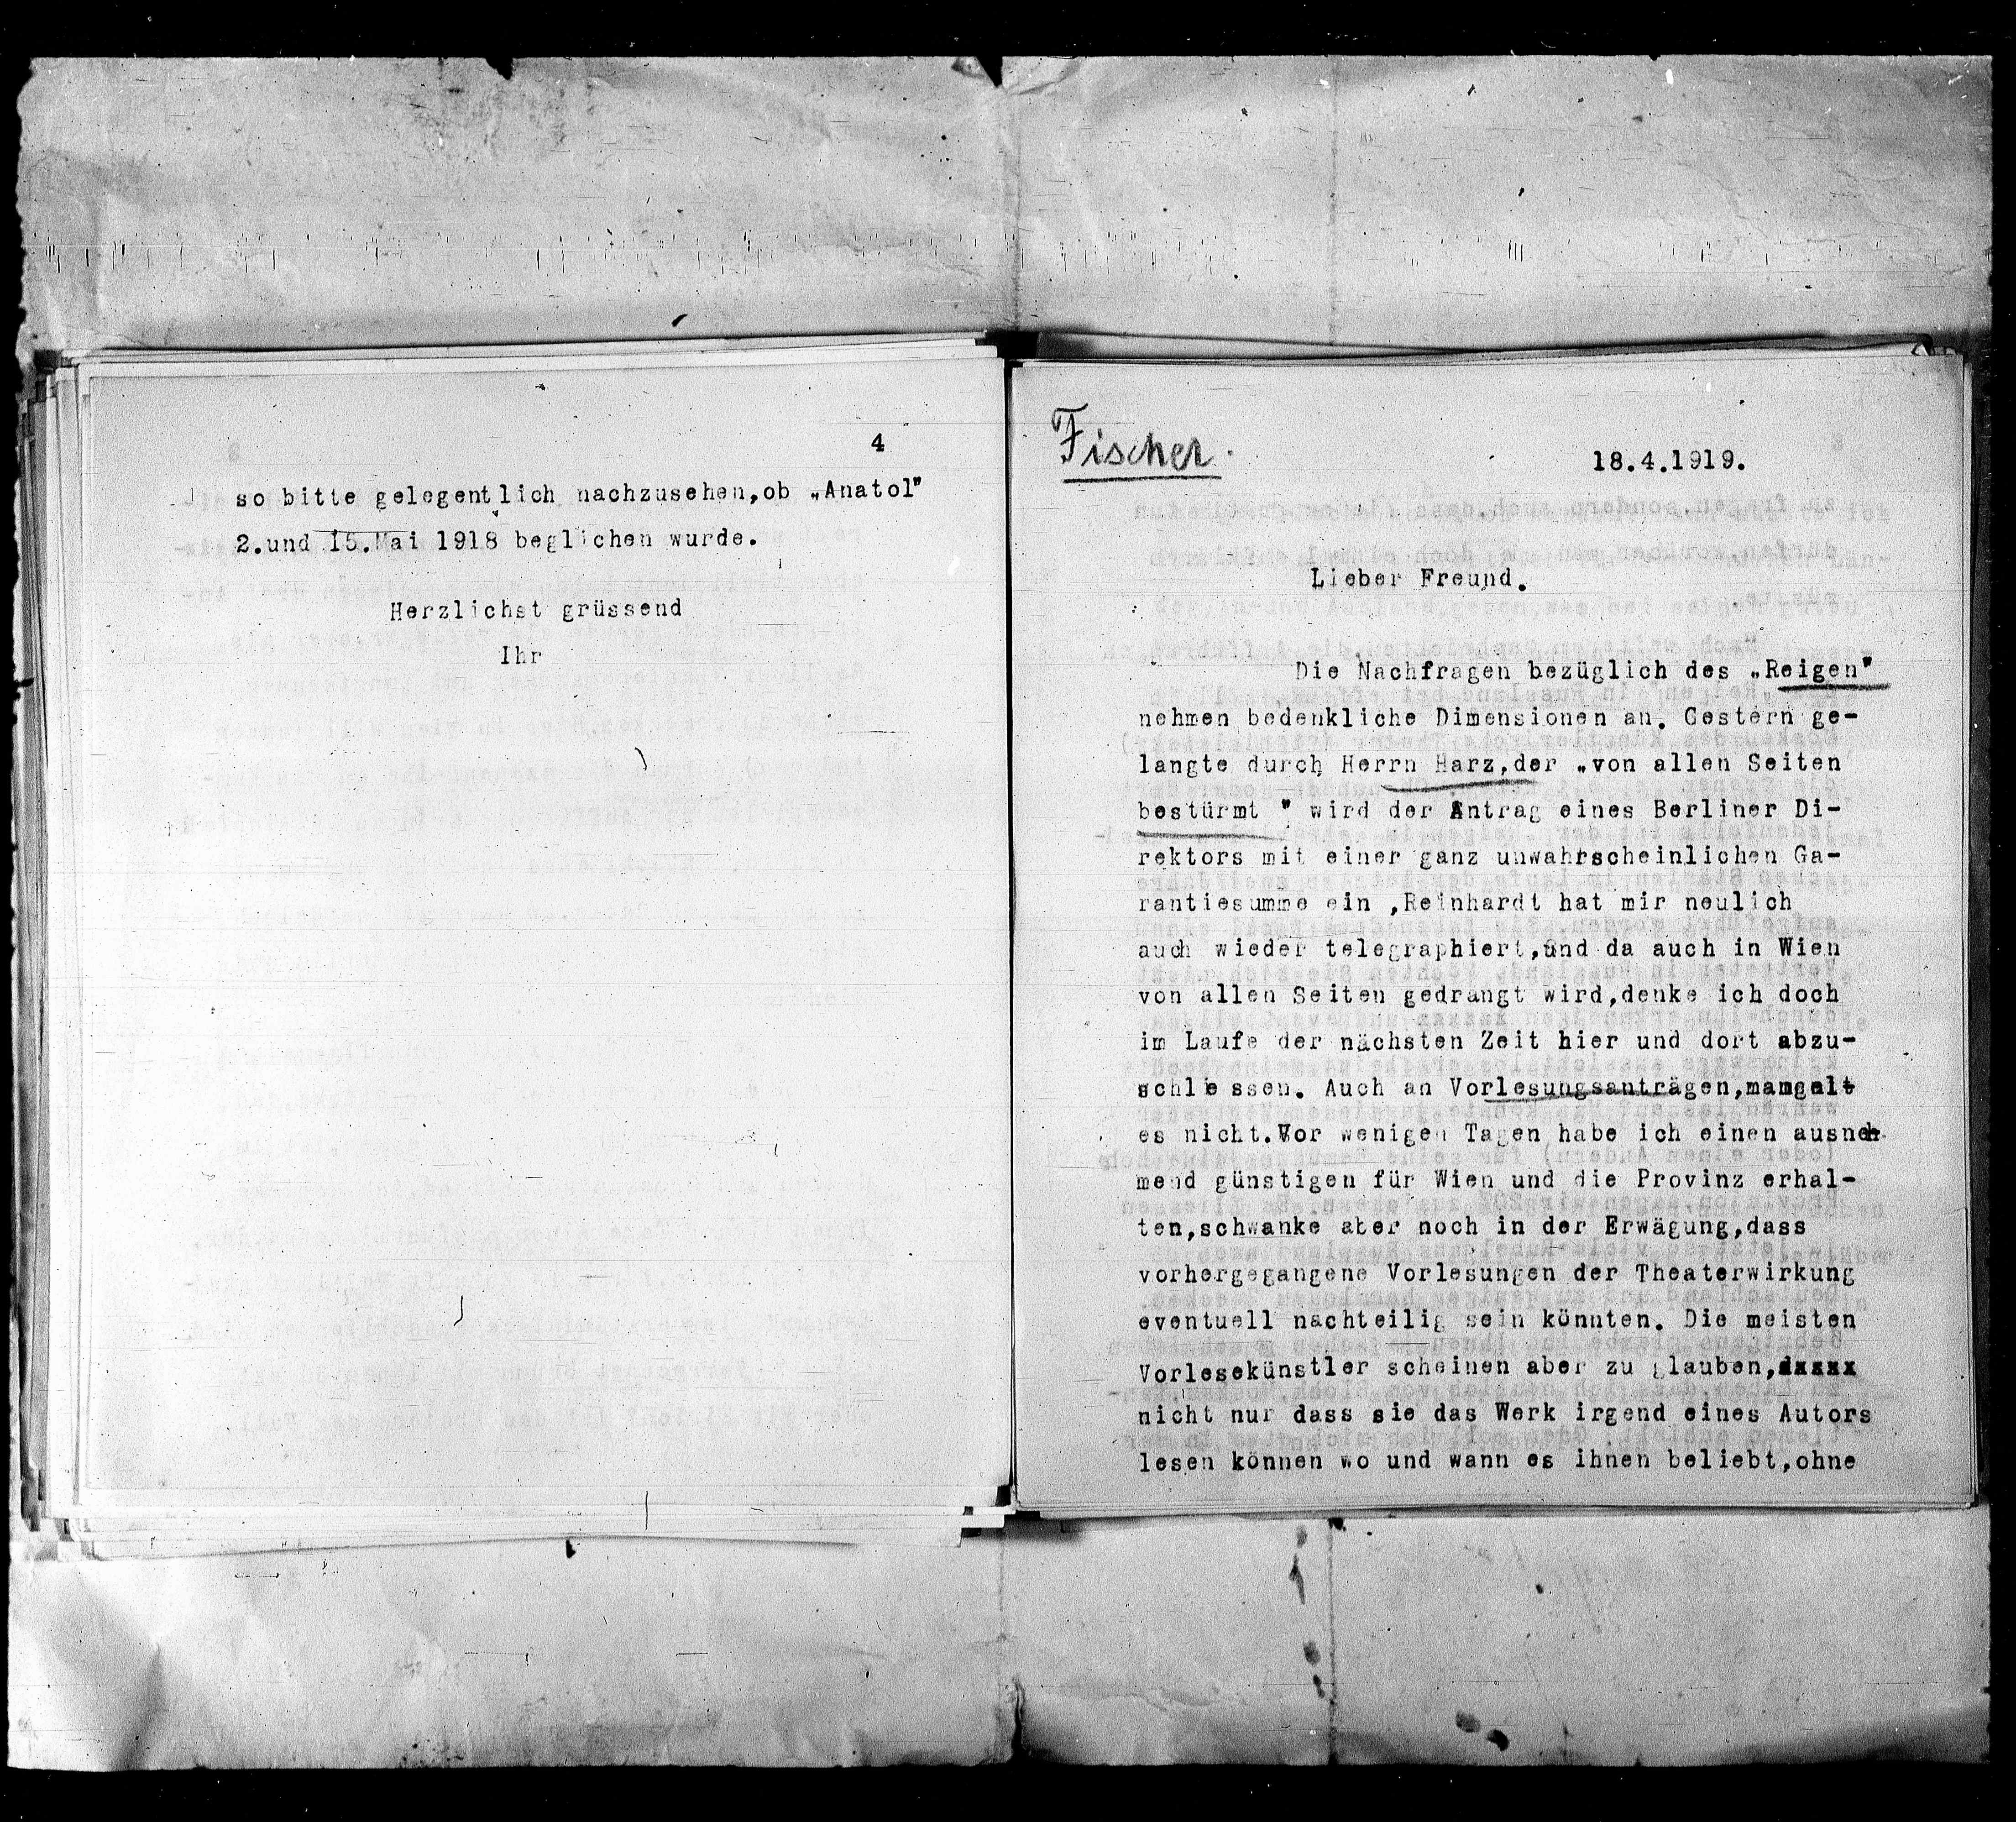 4
so bitte gelegentlich nachzusehen,ob „Anatol"
2.und 15.Mai 1918 beglichen wurde.
Herzlichst grüssend
Ihr
Fischer.
18.4.1919.
Lieber Freund.
Die Nachfragen bezüglich des „Reigen"
nehmen bedenkliche Dimensionen an. Gestern ge-
langte durch Herrn Harz,der „von allen Seiten
bestürmt " wird der Antrag eines Berliner Di-
rektors mit einer ganz unwahrscheinlichen Ga-
rantiesumme ein ,Reinhardt hat mir neulich
auch wieder telegraphiert,und da auch in Wien
von allen Seiten gedrängt wird,denke ich doch
im Laufe der nächsten Zeit hier und dort abzu-
schliessen. Auch an Vorlesungsanträgen,mamgelt
es nicht.Vor wenigen Tagen habe ich einen ausneh
mend günstigen für Wien und die Provinz erhal-
ten,schwanke aber noch in der Erwägung,dass
vorhergegangene Vorlesungen der Theaterwirkung
eventuell nachteilig sein könnten. Die meisten
Vorlesekünstler scheinen aber zu glauben,
nicht nur dass sie das Werk irgend eines Autors
lesen können wo und wann es ihnen beliebt,ohne